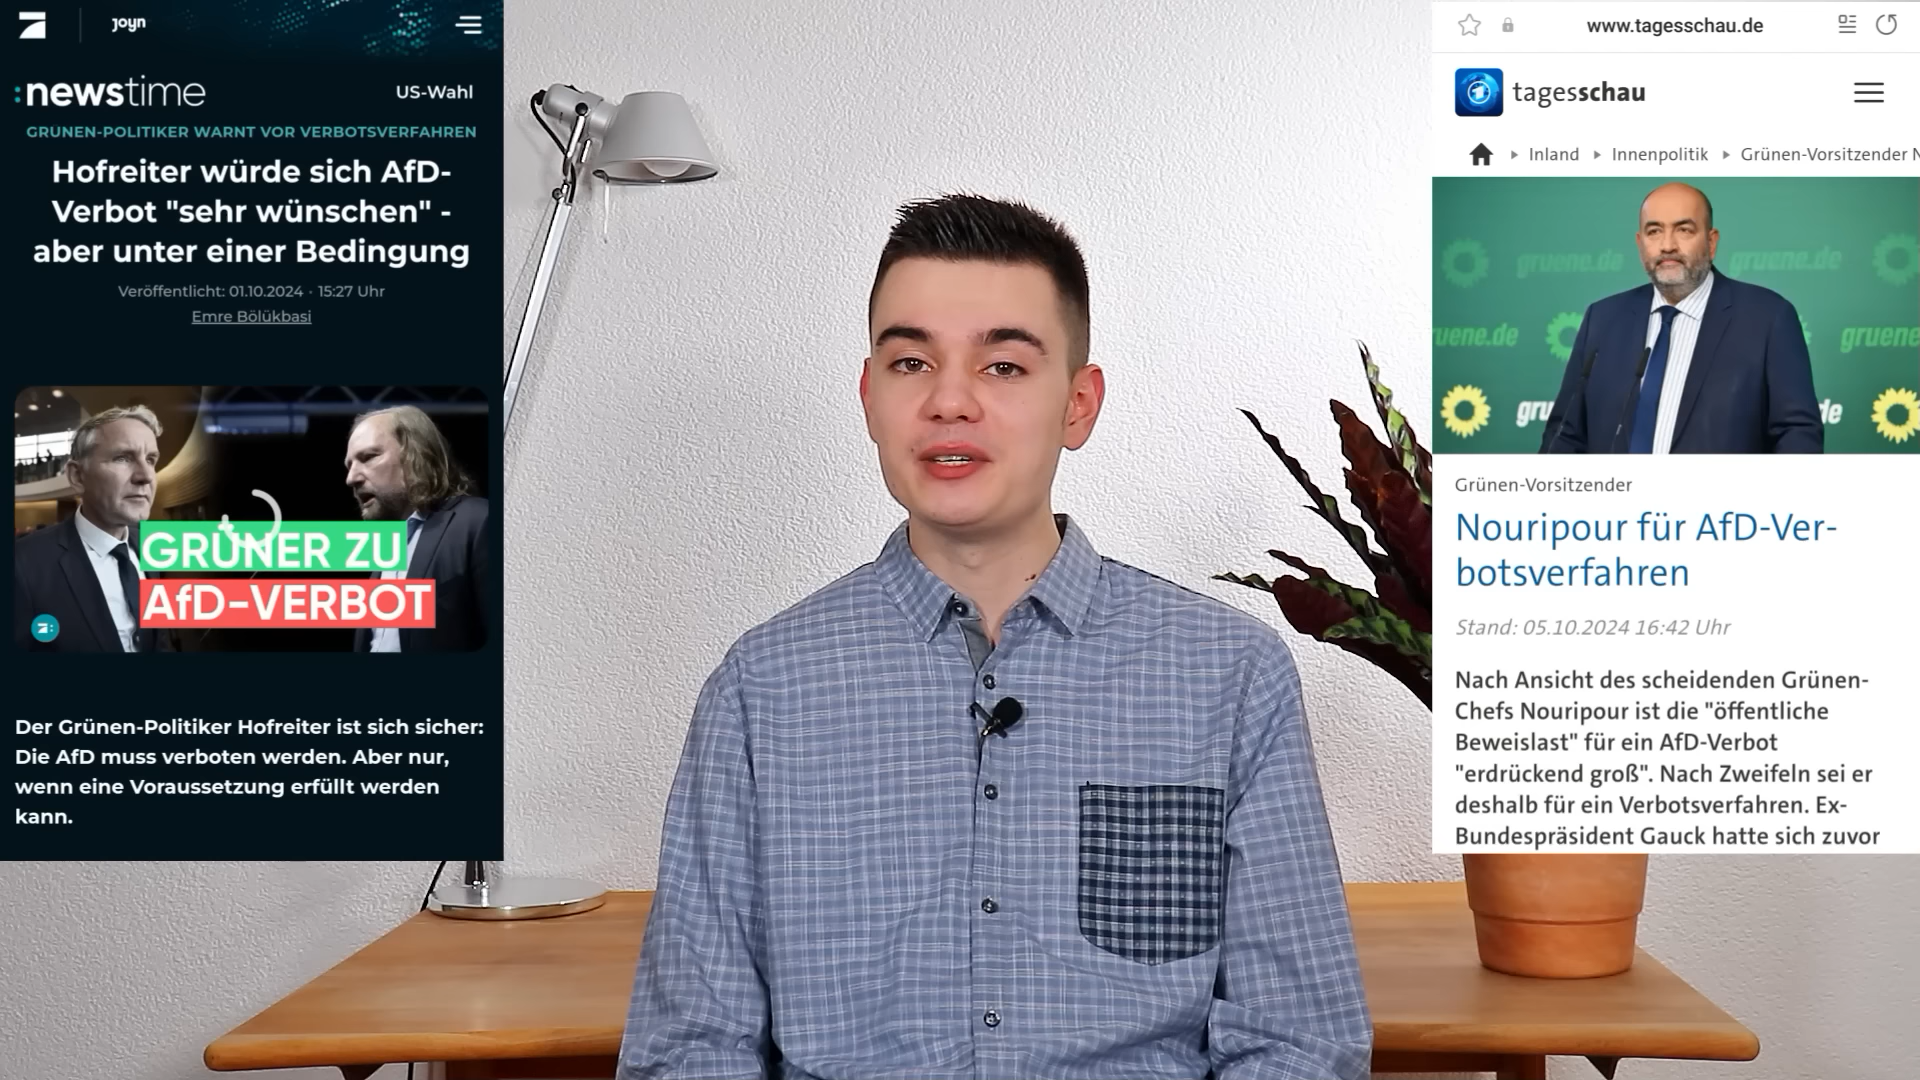 joyn
:newstime
US-Wahl
GRÜNEN-POLITIKER WARNT VOR VERBOTSVERFAHREN
Hofreiter würde sich AfD-
Verbot "sehr wünschen" -
aber unter einer Bedingung
Veröffentlicht: 01.10.2024 · 15:27 Uhr
Emre Bölükbasi
GRÜNER ZU
AfD-VERBOT
Der Grünen-Politiker Hofreiter ist sich sicher:
Die AfD muss verboten werden. Aber nur,
wenn eine Voraussetzung erfüllt werden
kann.
www.tagesschau.de
tagesschau
Inland Innenpolitik Grünen-Vorsitzender N
gruene.de gruene.de
uene.de gruene
gru de
Grünen-Vorsitzender
Nouripour für AfD-Ver-
botsverfahren
Stand: 05.10.2024 16:42 Uhr
Nach Ansicht des scheidenden Grünen-
Chefs Nouripour ist die "öffentliche
Beweislast" für ein AfD-Verbot
"erdrückend groß". Nach Zweifeln sei er
deshalb für ein Verbotsverfahren. Ex-
Bundespräsident Gauck hatte sich zuvor